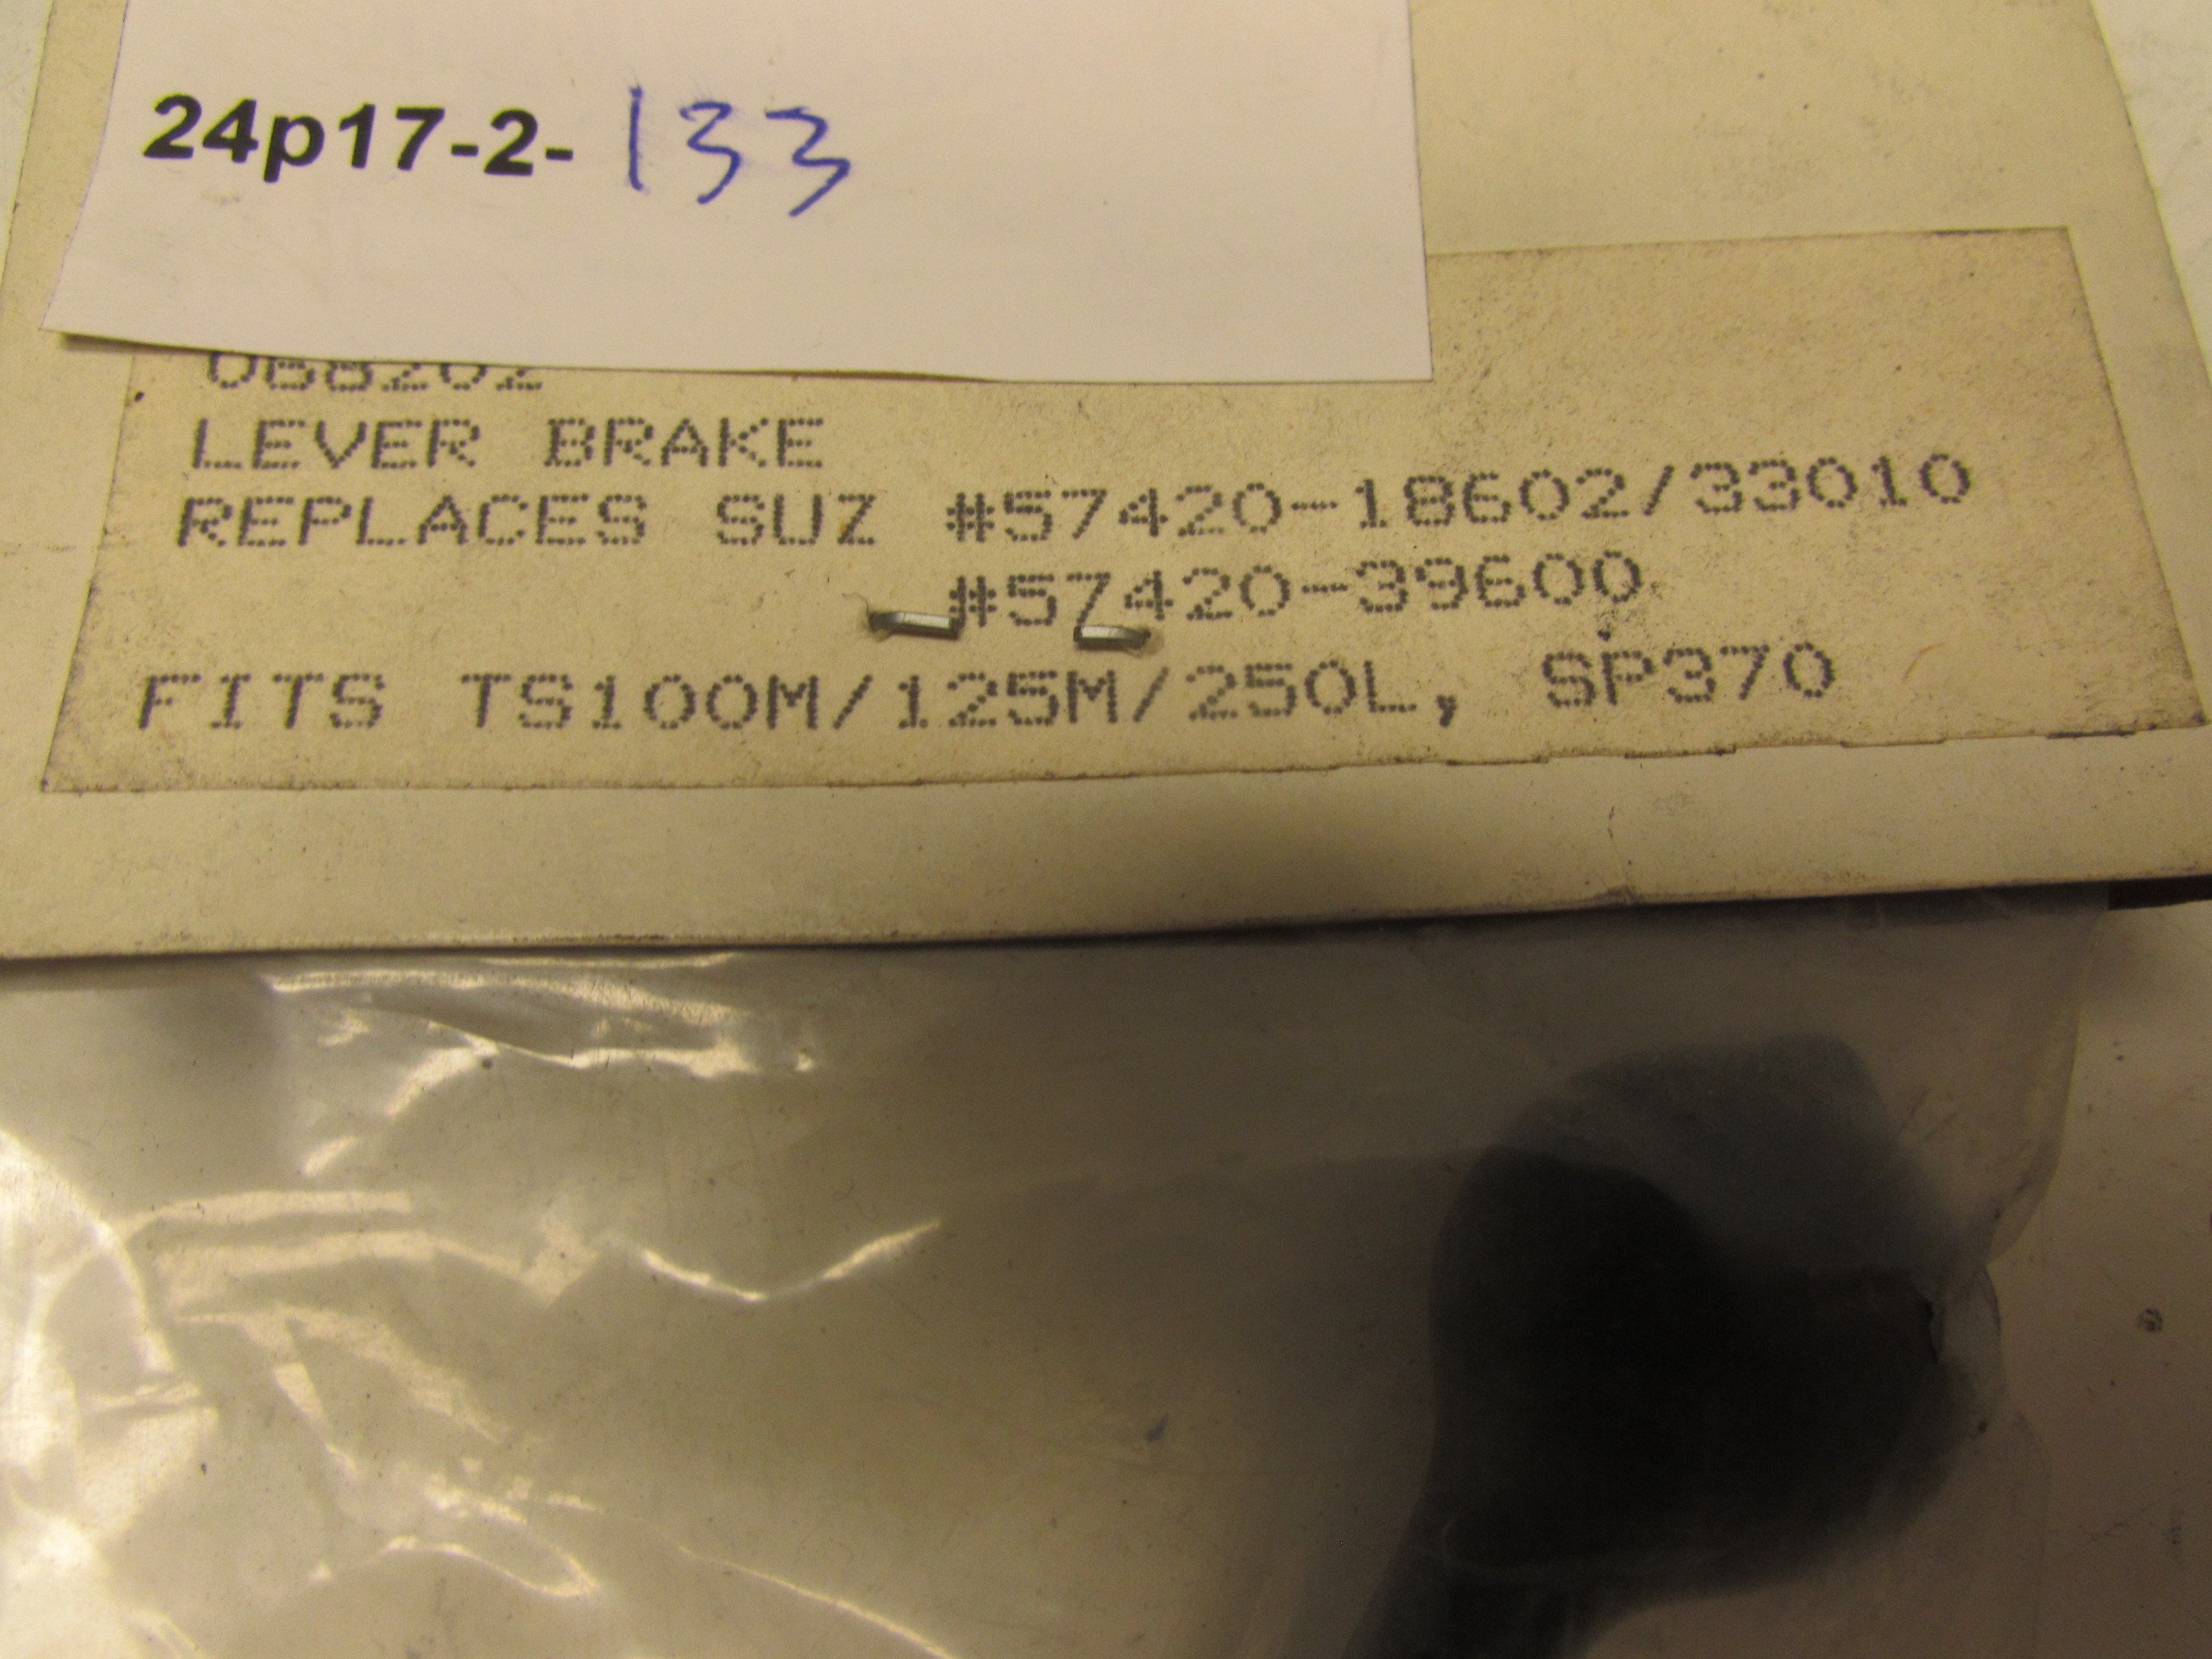 24p17-2-133
LEVER BRAKE
REPLACES SUZ #57420-18602/33010
#57420-39600
FITS TS100M/125M/250L, SP370